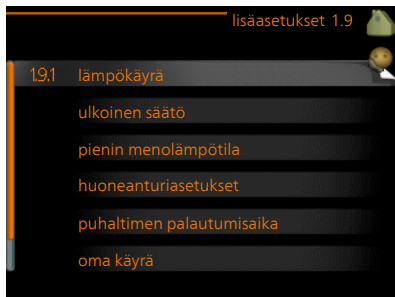 lisäasetukset 1.9
1.9.1 lämpökäyrä
ulkoinen säätö
pienin menolämpötila
huoneanturiasetukset
puhaltimen palautumisaika
oma käyrä